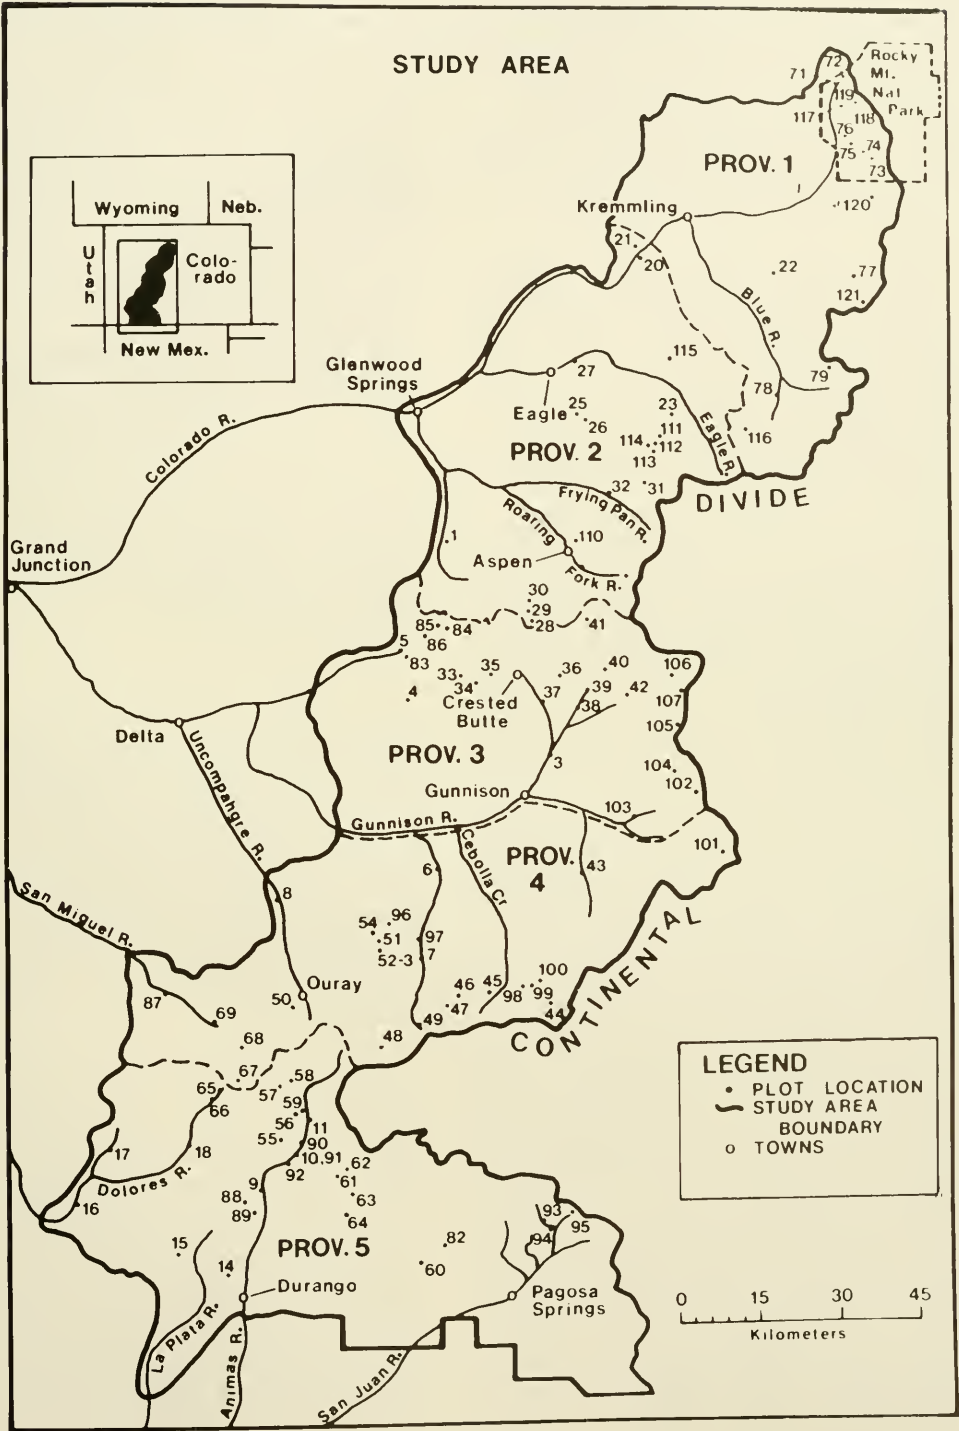 STUDY AREA
Rocky
Mt.
Nat
Park
72
71
119
117
118
76
74
75
73
PROV. 1
120
Kremmling
21
20
22
77
121
Blue R.
Wyoming
Neb.
Utah
Colo-
rado
New Mex.
Glenwood
Springs
115
27
79
78
Eagle
25
26
23
111
114
112
113
116
Eagle R.
PROV. 2
Colorado R.
32
31
DIVIDE
Frying Pan R.
Roaring
Fork R.
1
110
Aspen
Grand
Junction
30
29
28
41
85
84
86
5
83
33
35
34
36
40
106
4
37
39
38
42
107
Crested
Butte
105
Delta
PROV. 3
3
104
102
Gunnison
103
Uncompahgre R.
Gunnison R.
Cebolla Cr
PROV.
4
101
6
43
8
San Miguel R.
54
96
51
97
52-3
7
CONTINENTAL
Ouray
50
46
45
98
100
99
47
44
49
87
69
68
48
67
65
66
58
57
59
56
11
55
90
10,91
92
62
61
17
18
Dolores R.
9
88
89
63
64
16
15
14
PROV. 5
82
60
93
94
95
Durango
Pagosa
Springs
La Plata R.
Animas R.
San Juan R.
LEGEND
PLOT LOCATION
STUDY AREA
BOUNDARY
TOWNS
0 15 30 45
Kilometers